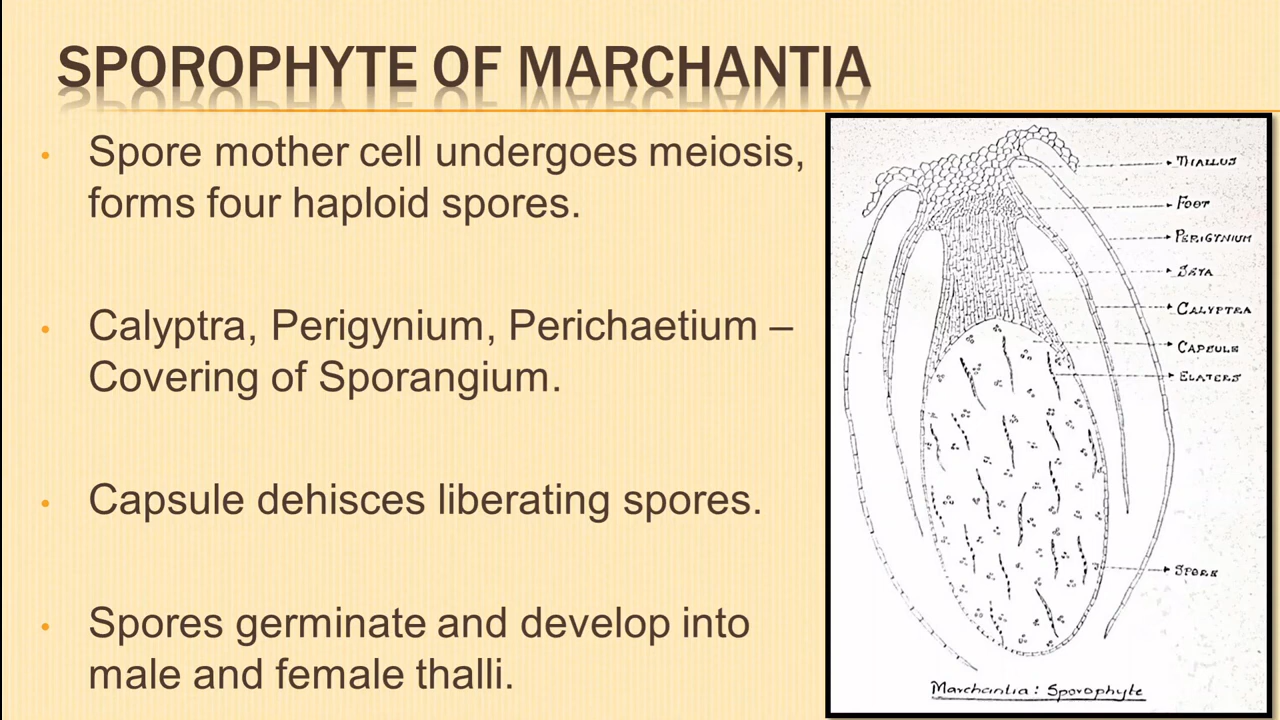 SPOROPHYTE OF MARCHANTIA
• Spore mother cell undergoes meiosis,
forms four haploid spores.
• Calyptra, Perigynium, Perichaetium –
Covering of Sporangium.
• Capsule dehisces liberating spores.
• Spores germinate and develop into
male and female thalli.
THALLUS
FOOT
PERIGYNIUM
SETA
CALYPTRA
CAPSULE
ELATERS
SPORE
Marchantia: Sporophyte